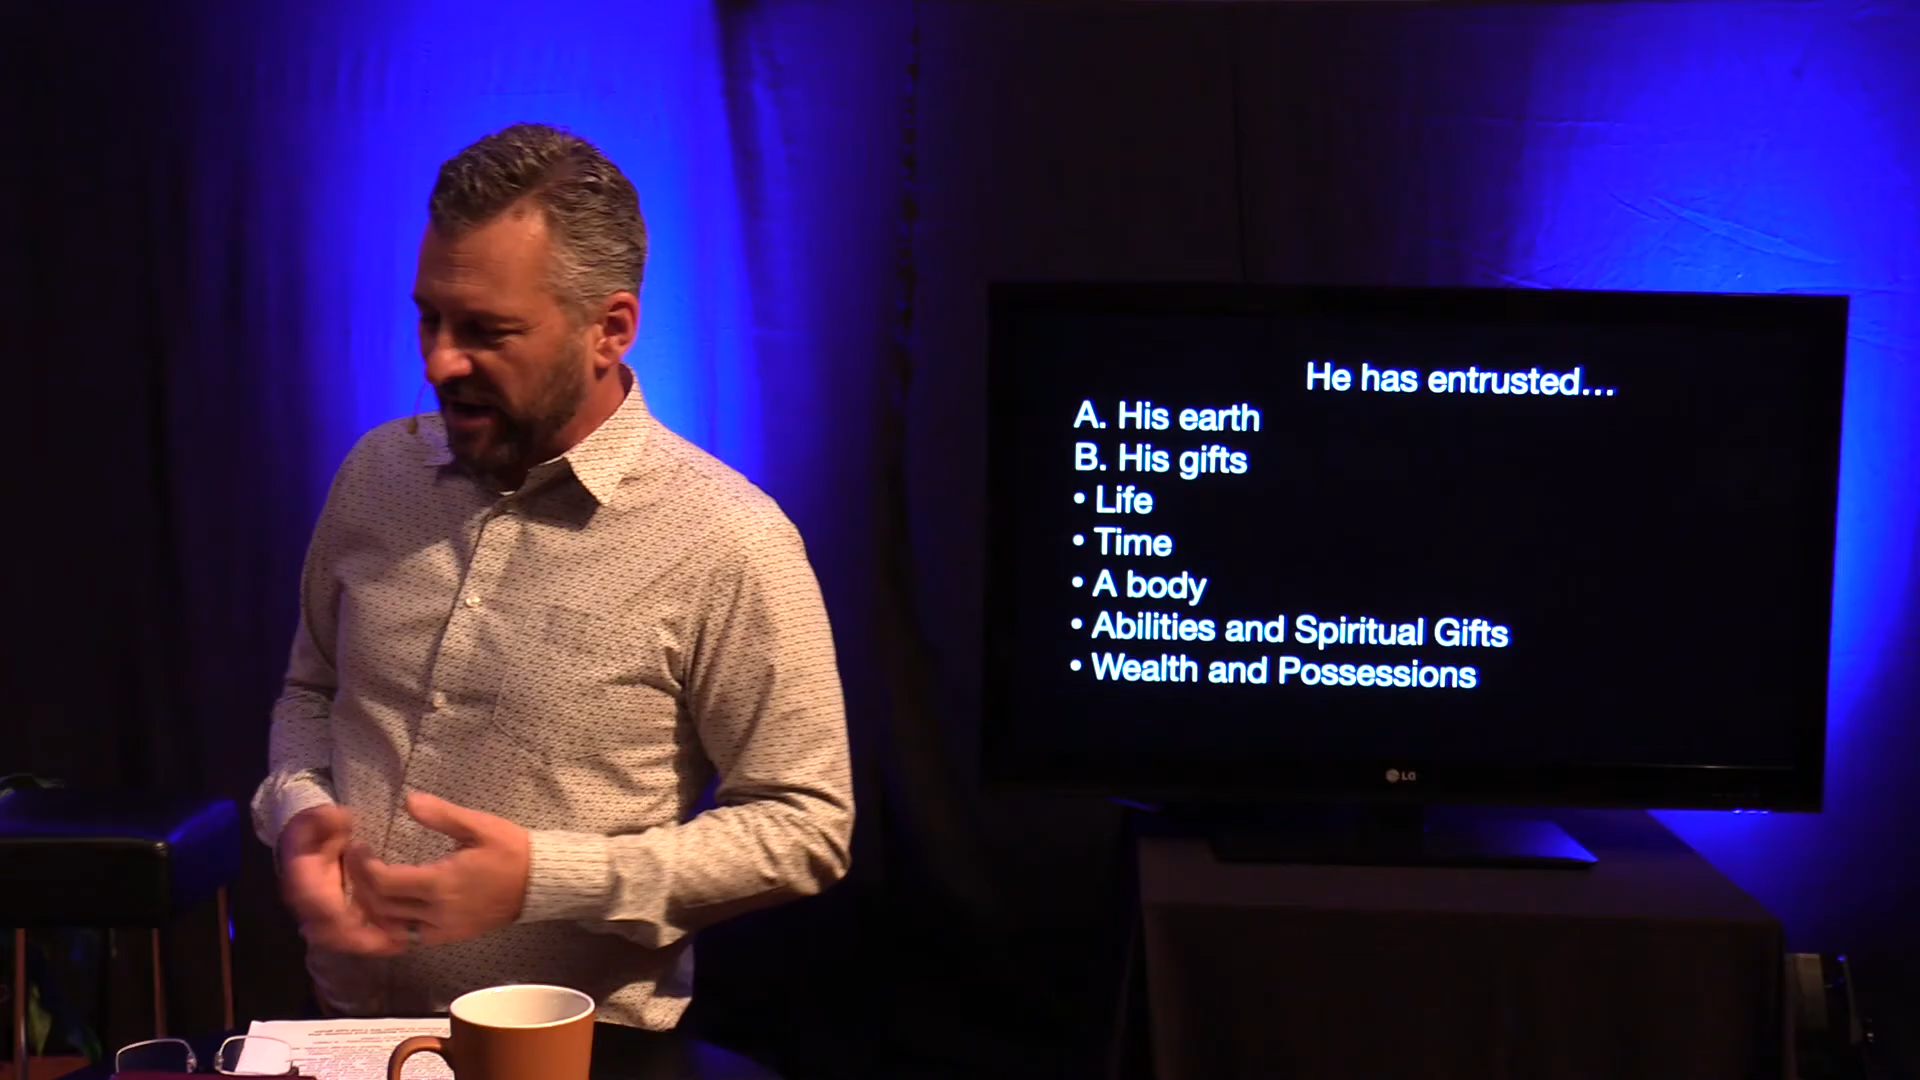 He has entrusted...
A. His earth
B. His gifts
• Life
• Time
• A body
• Abilities and Spiritual Gifts
• Wealth and Possessions
LG